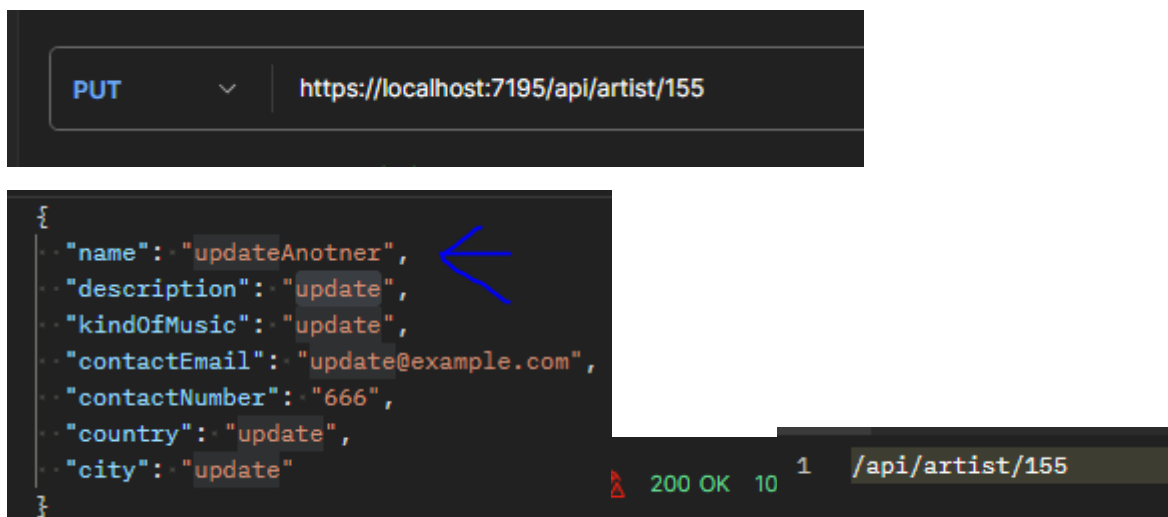 PUT https://localhost:7195/api/artist/155
{
"name": "updateAnotner",
"description": "update",
"kindOfMusic": "update",
"contactEmail": "update@example.com",
"contactNumber": "666",
"country": "update",
"city": "update"
}
200 OK 10
1 /api/artist/155